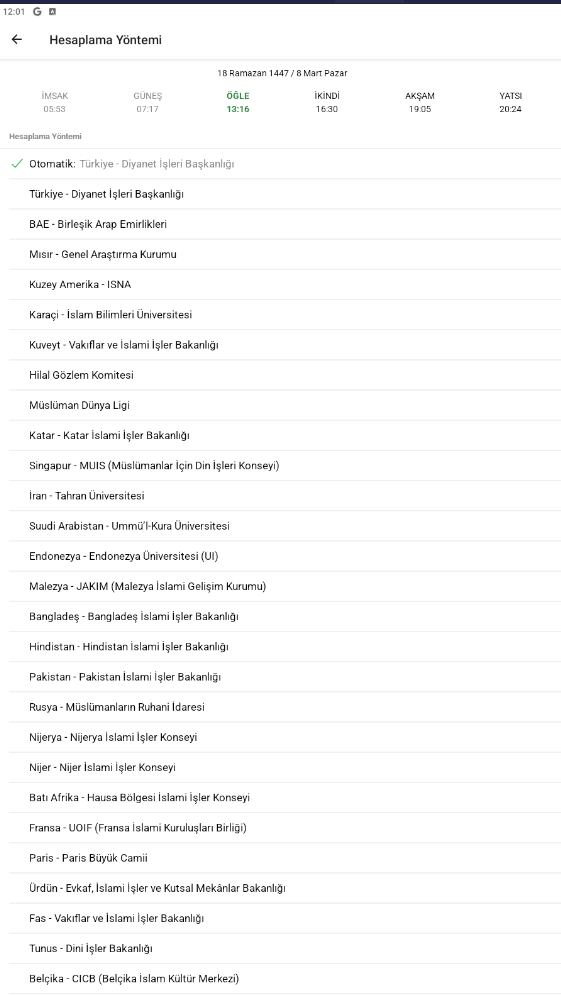 12:01
Hesaplama Yöntemi
18 Ramazan 1447 / 8 Mart Pazar
İMSAK GÜNEŞ ÖĞLE İKİNDİ AKŞAM YATSI
05:53 07:17 13:16 16:30 19:05 20:24
Hesaplama Yöntemi
Otomatik: Türkiye - Diyanet İşleri Başkanlığı
Türkiye - Diyanet İşleri Başkanlığı
BAE - Birleşik Arap Emirlikleri
Mısır - Genel Araştırma Kurumu
Kuzey Amerika - ISNA
Karaçi - İslam Bilimleri Üniversitesi
Kuveyt - Vakıflar ve İslami İşler Bakanlığı
Hilal Gözlem Komitesi
Müslüman Dünya Ligi
Katar - Katar İslami İşler Bakanlığı
Singapur - MUIS (Müslümanlar İçin Din İşleri Konseyi)
İran - Tahran Üniversitesi
Suudi Arabistan - Ummü'l-Kura Üniversitesi
Endonezya - Endonezya Üniversitesi (UI)
Malezya - JAKIM (Malezya İslami Gelişim Kurumu)
Bangladeş - Bangladeş İslami İşler Bakanlığı
Hindistan - Hindistan İslami İşler Bakanlığı
Pakistan - Pakistan İslami İşler Bakanlığı
Rusya - Müslümanların Ruhani İdaresi
Nijerya - Nijerya İslami İşler Konseyi
Nijer - Nijer İslami İşler Konseyi
Batı Afrika - Hausa Bölgesi İslami İşler Konseyi
Fransa - UOIF (Fransa İslami Kuruluşları Birliği)
Paris - Paris Büyük Camii
Ürdün - Evkaf, İslami İşler ve Kutsal Mekânlar Bakanlığı
Fas - Vakıflar ve İslami İşler Bakanlığı
Tunus - Dini İşler Bakanlığı
Belçika - CICB (Belçika İslam Kültür Merkezi)